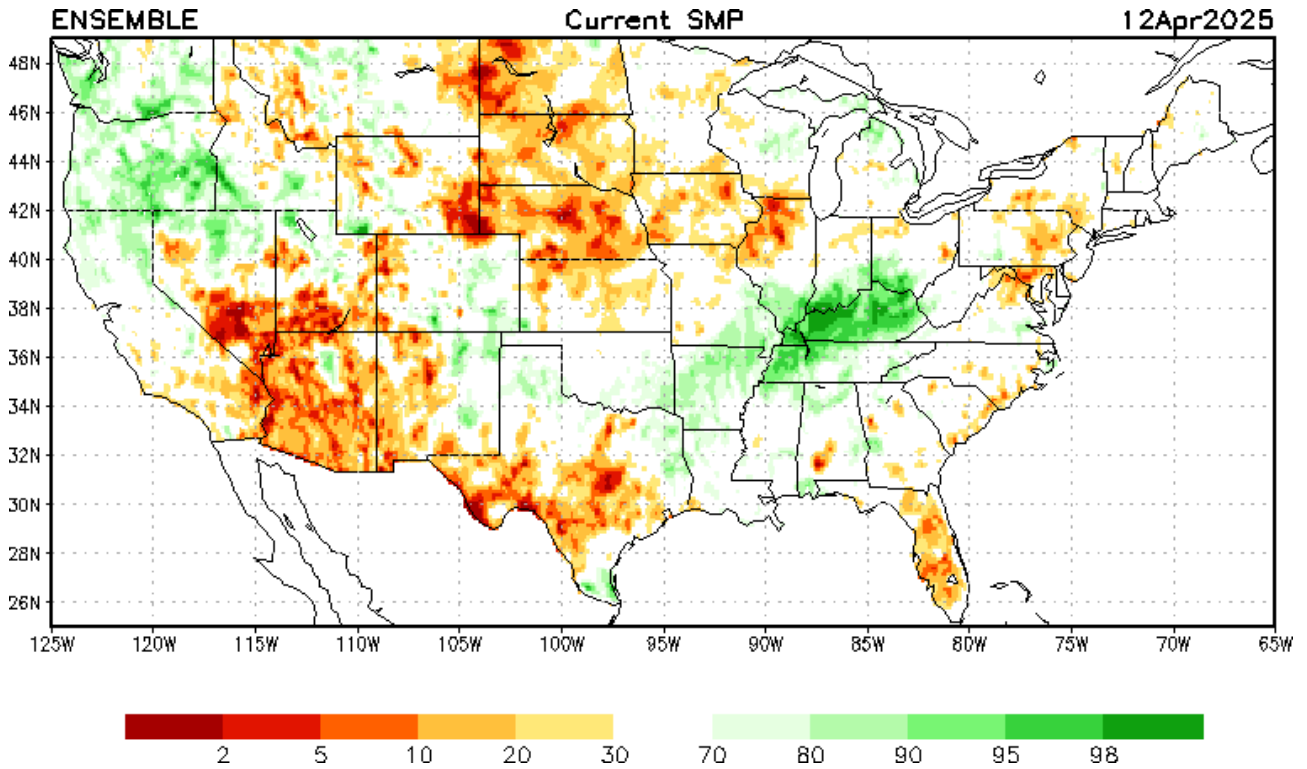 ENSEMBLE Current SMP 12Apr2025
48N
46N
44N
42N
40N
38N
36N
34N
32N
30N
28N
26N
125W 120W 115W 110W 105W 100W 95W 90W 85W 80W 75W 70W 65W
2 5 10 20 30 70 80 90 95 98